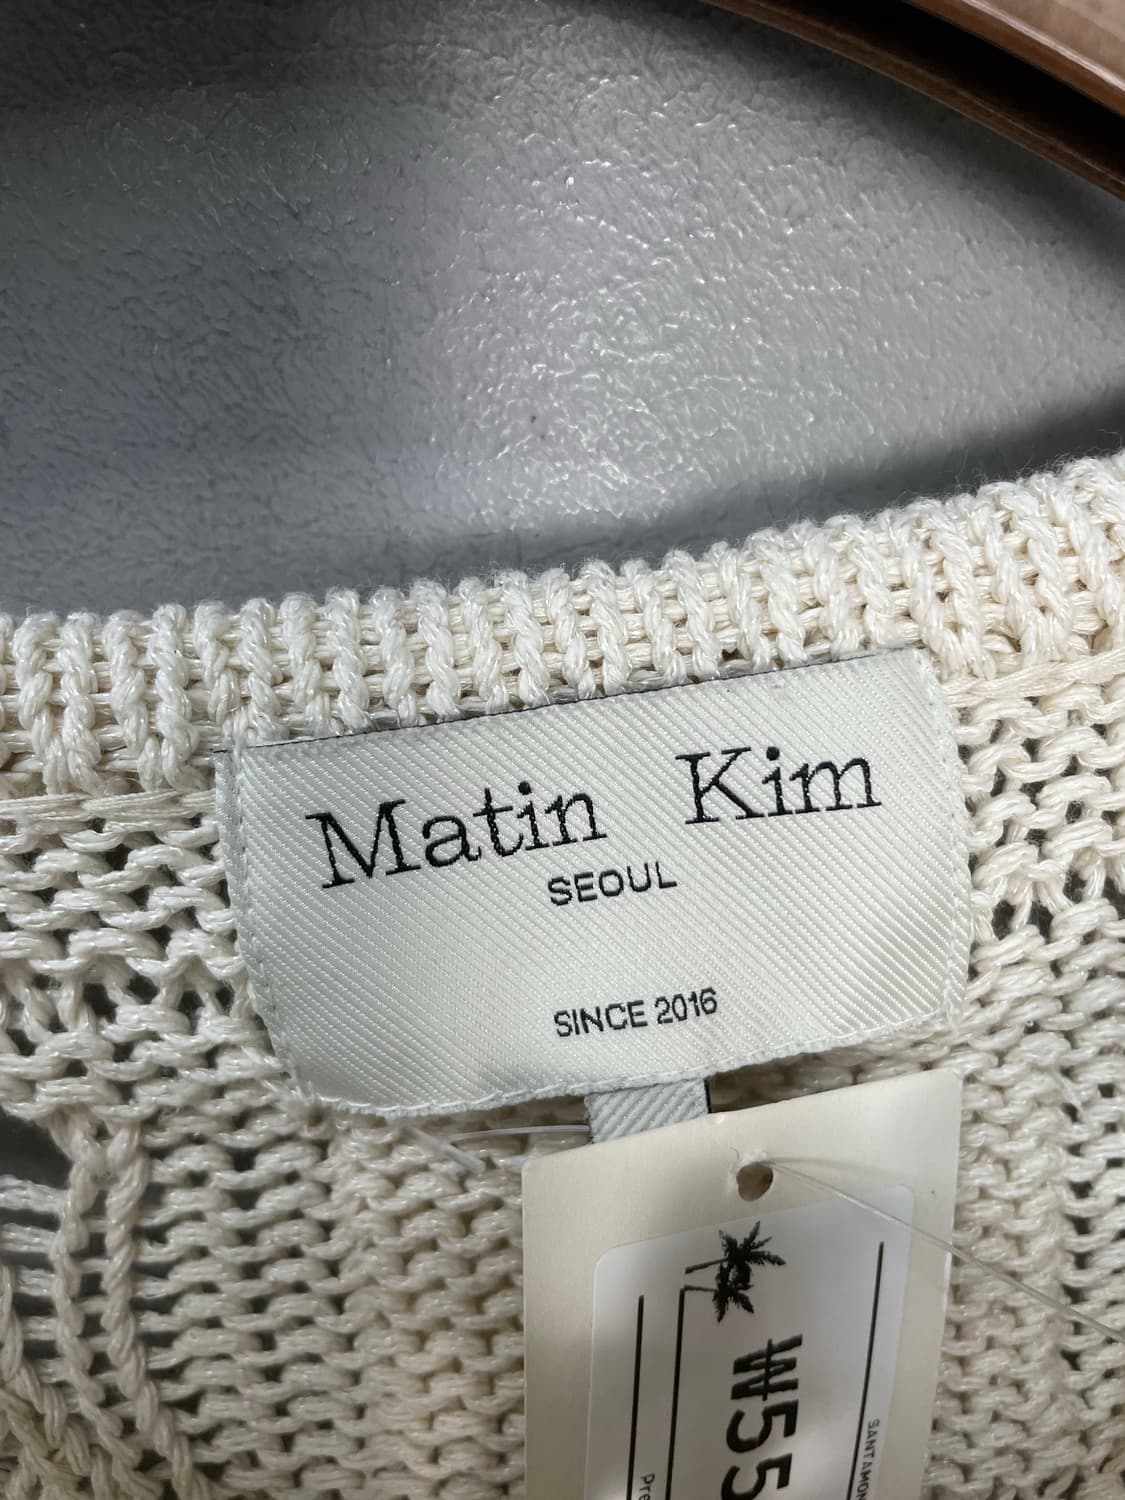 Matin Kim
SEOUL
SINCE 2016
₩55